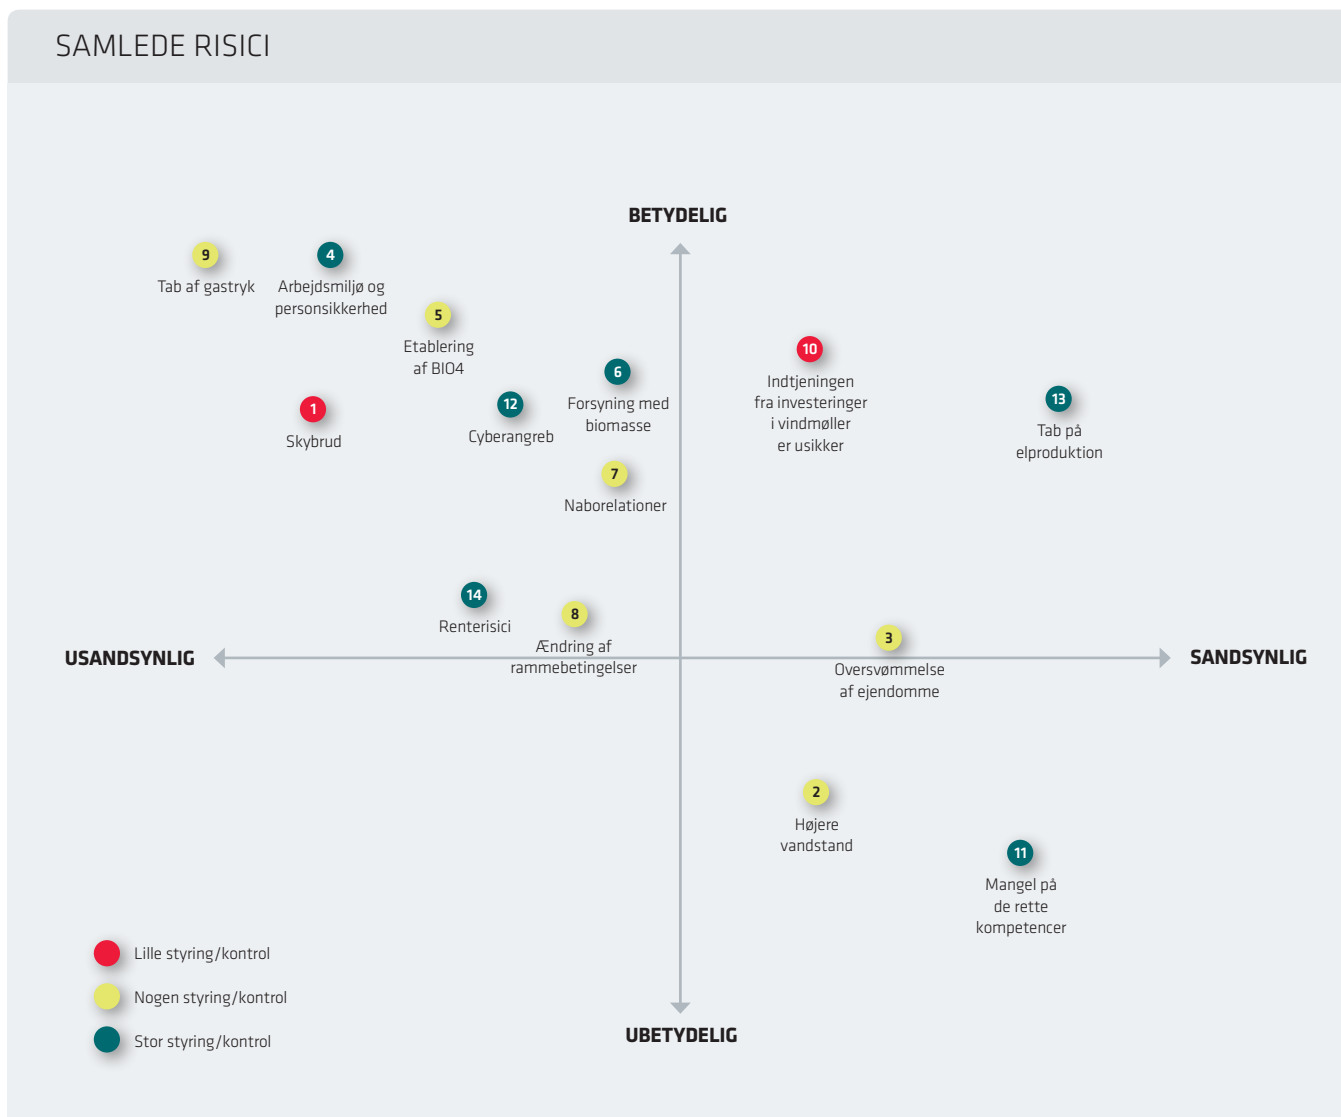 SAMLEDE RISICI
BETYDELIG
9
Tab af gastryk
4
Arbejdsmiljø og
personsikkerhed
5
Etablering
af BIO4
10
Indtjeningen
fra investeringer
i vindmøller
er usikker
6
Forsyning med
biomasse
13
Tab på
elproduktion
12
Cyberangreb
1
Skybrud
7
Naborelationer
14
Renterisici
8
Ændring af
rammebetingelser
3
Oversvømmelse
af ejendomme
USANDSYNLIG
SANDSYNLIG
2
Højere
vandstand
11
Mangel på
de rette
kompetencer
Lille styring/kontrol
Nogen styring/kontrol
Stor styring/kontrol
UBETYDELIG